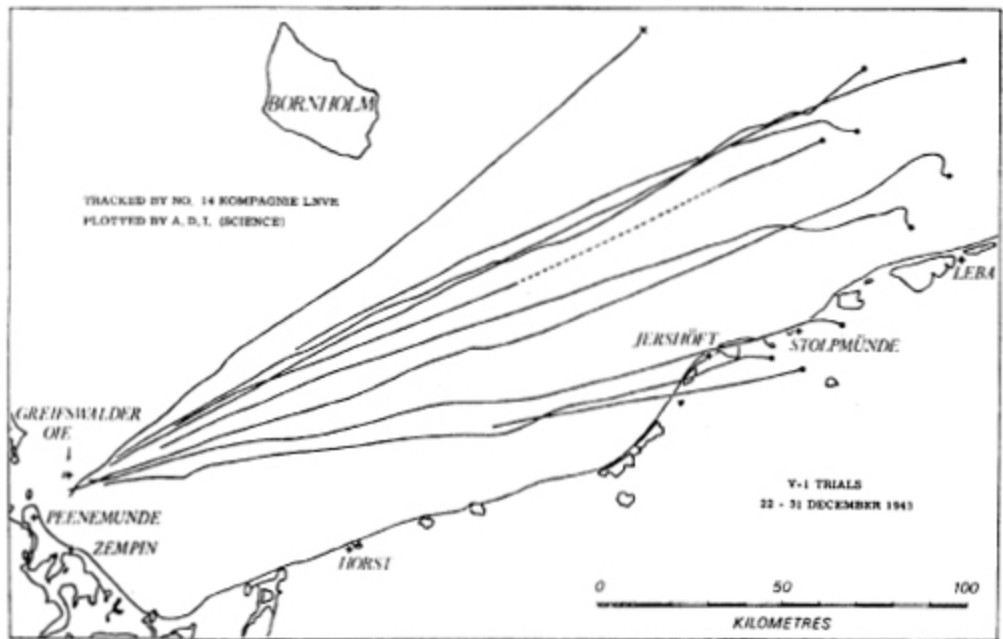 BORNHOLM
TRACKED BY NO. 14 KOMPAGNIE LNVR
PLOTTED BY A. D. I. (SCIENCE)
LEBA
JERSHÖFT
STOLPMÜNDE
GREIFSWALDER
OIE
V-1 TRIALS
22 - 31 DECEMBER 1943
PEENEMUNDE
ZEMPIN
HORST
0 50 100
KILOMETRES